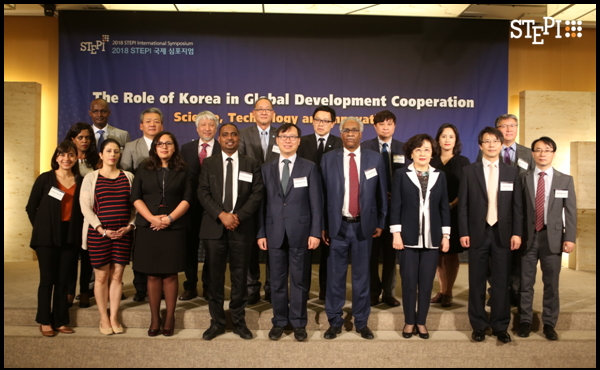 STEPI
STEPI
2018 STEPI International Symposium
2018 STEPI 국제 심포지엄
The Role of Korea in Global Development Cooperation
Science, Technology and Innovation